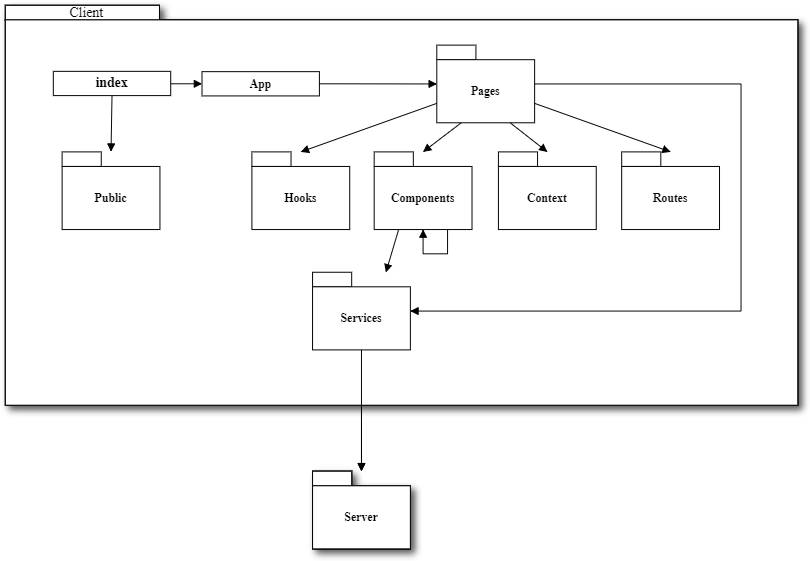 Client
index
App
Pages
Public
Hooks
Components
Context
Routes
Services
Server